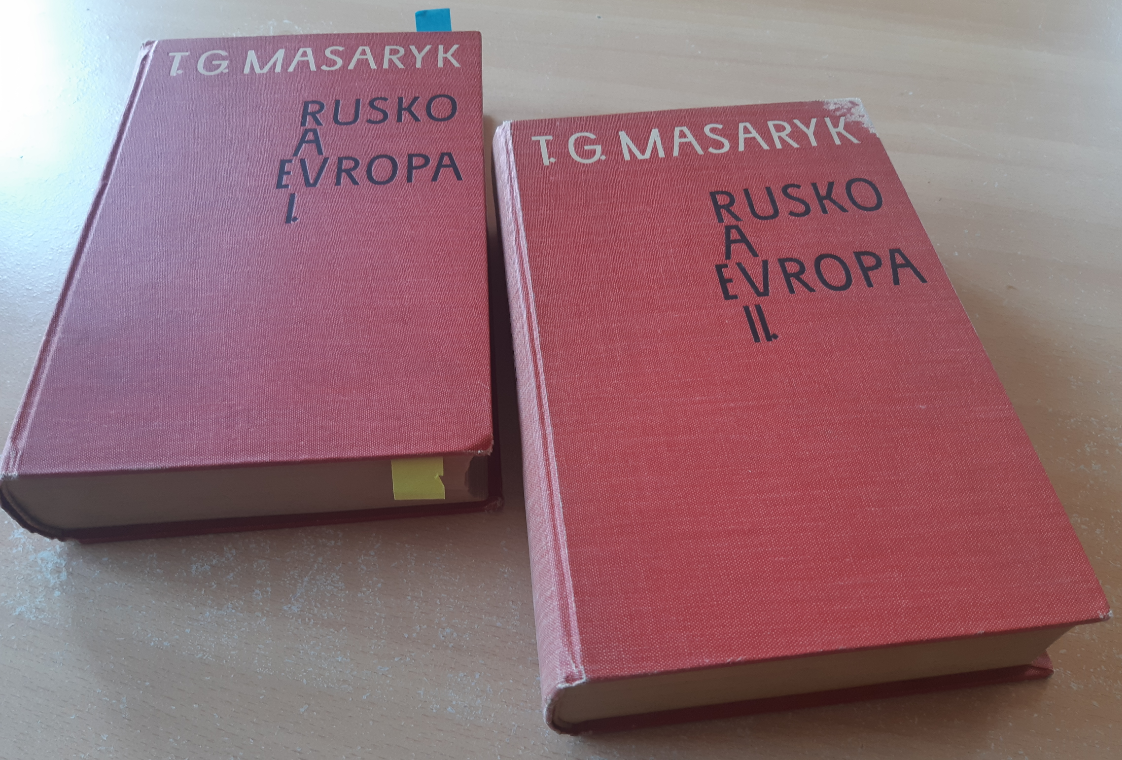 T. G. MASARYK
RUSKO
A
EVROPA
I.
T. G. MASARYK
RUSKO
A
EVROPA
II.